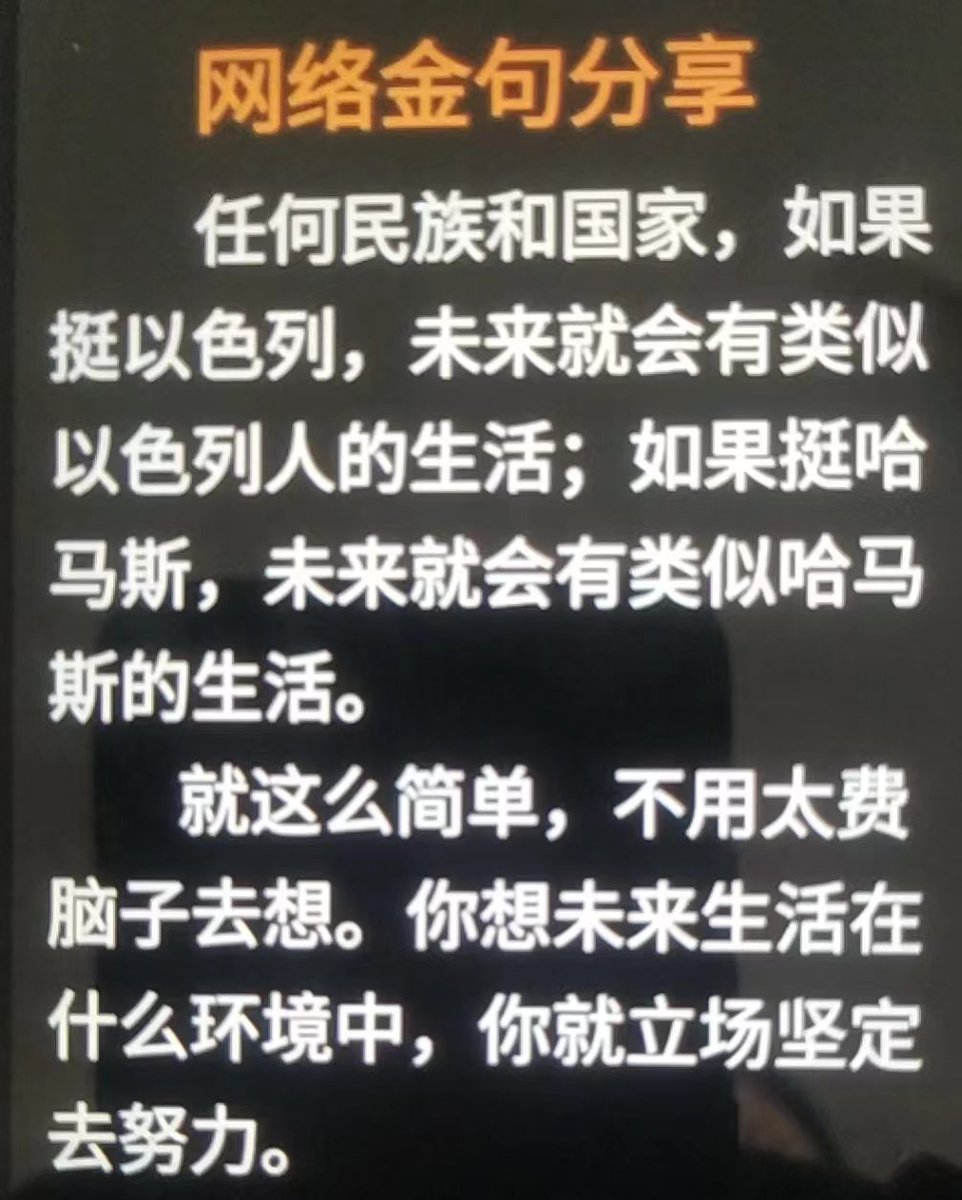 网络金句分享
任何民族和国家，如果
挺以色列，未来就会有类似
以色列人的生活；如果挺哈
马斯，未来就会有类似哈马
斯的生活。
就这么简单，不用太费
脑子去想。你想未来生活在
什么环境中，你就立场坚定
去努力。